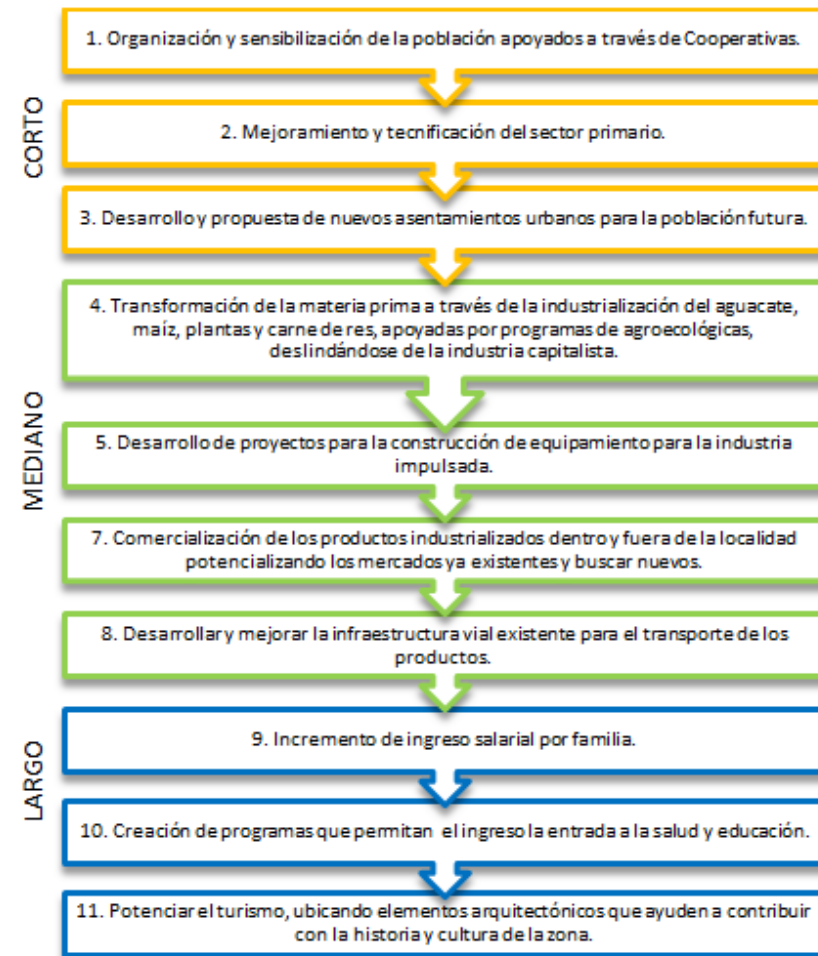 CORTO
1. Organización y sensibilización de la población apoyados a través de Cooperativas.
2. Mejoramiento y tecnificación del sector primario.
3. Desarrollo y propuesta de nuevos asentamientos urbanos para la población futura.
MEDIANO
4. Transformación de la materia prima a través de la industrialización del aguacate,
maíz, plantas y carne de res, apoyadas por programas de agroecológicas,
deslindándose de la industria capitalista.
5. Desarrollo de proyectos para la construcción de equipamiento para la industria
impulsada.
7. Comercialización de los productos industrializados dentro y fuera de la localidad
potencializando los mercados ya existentes y buscar nuevos.
8. Desarrollar y mejorar la infraestructura vial existente para el transporte de los
productos.
LARGO
9. Incremento de ingreso salarial por familia.
10. Creación de programas que permitan el ingreso la entrada a la salud y educación.
11. Potenciar el turismo, ubicando elementos arquitectónicos que ayuden a contribuir
con la historia y cultura de la zona.